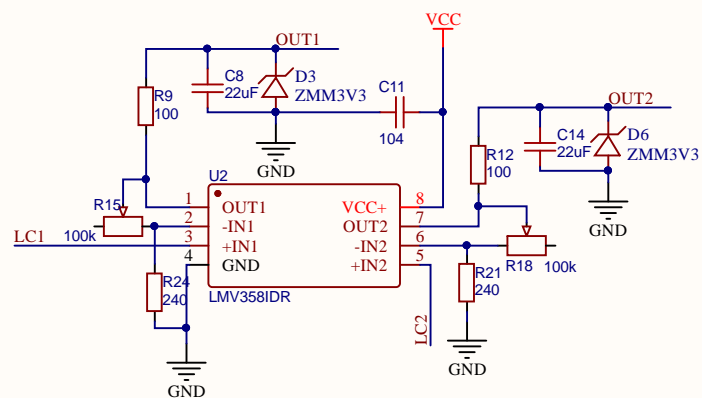 VCC
OUT1
C8
22uF
D3
ZMM3V3
R9
100
C11
104
GND
OUT2
C14
22uF
D6
ZMM3V3
R12
100
GND
U2
1
OUT1
VCC+
8
2
-IN1
OUT2
7
3
+IN1
-IN2
6
4
GND
+IN2
5
LMV358IDR
R15
100k
LC1
R24
240
GND
LC2
R21
240
R18
100k
GND